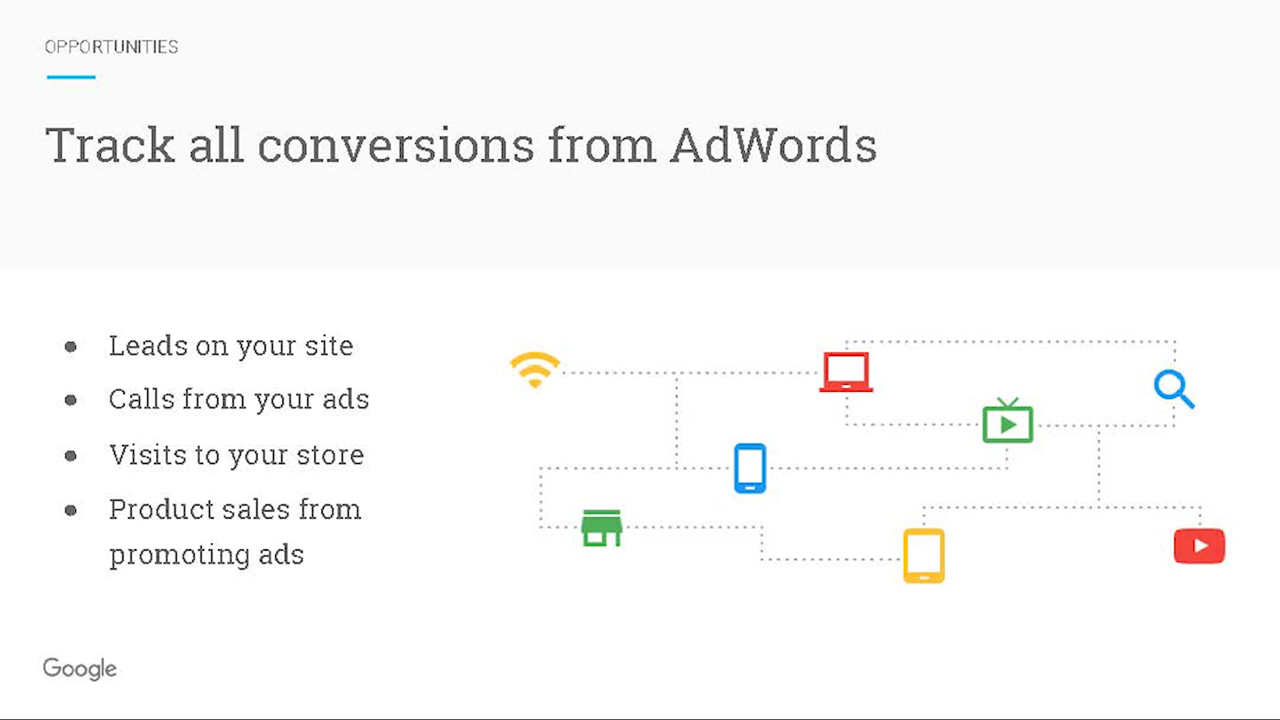 OPPORTUNITIES
Track all conversions from AdWords
Leads on your site
Calls from your ads
Visits to your store
Product sales from
promoting ads
Google